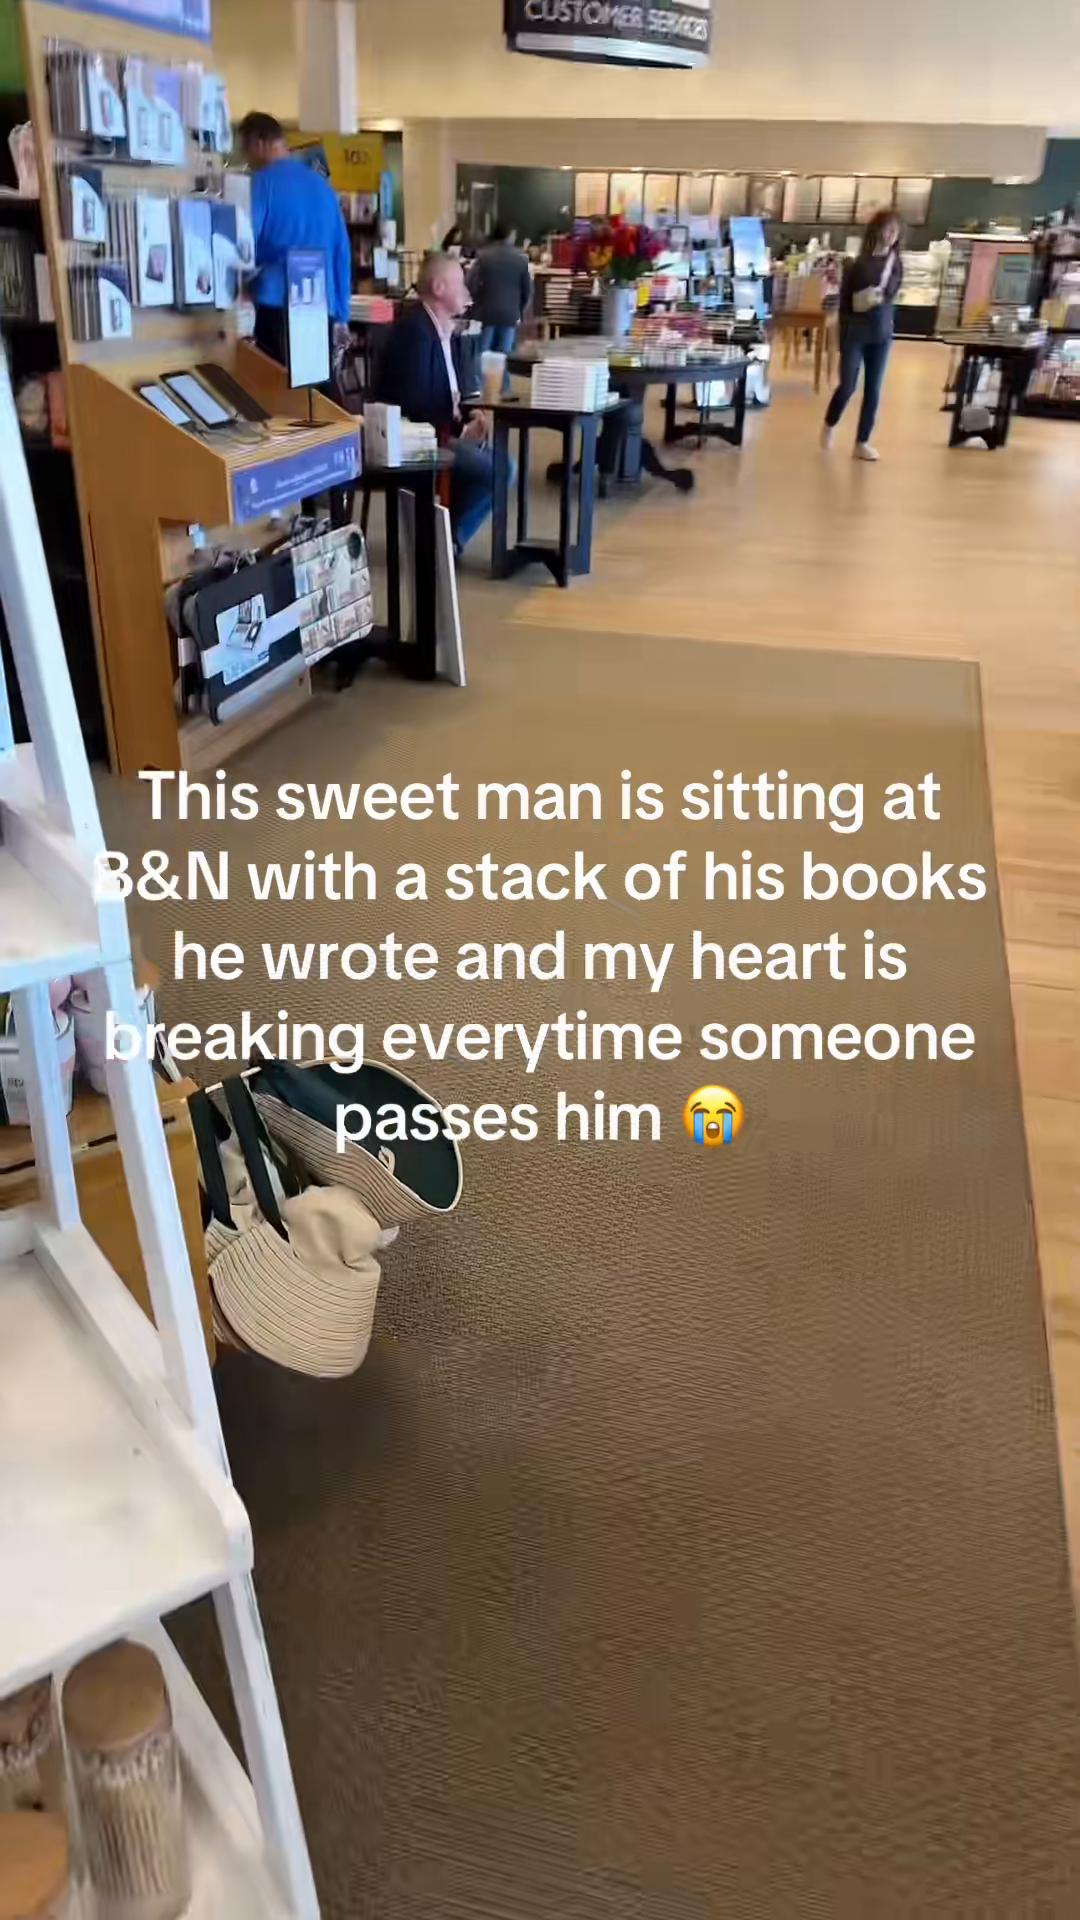 CUSTOMER SERVICES
This sweet man is sitting at
B&N with a stack of his books
he wrote and my heart is
breaking everytime someone
passes him 😭